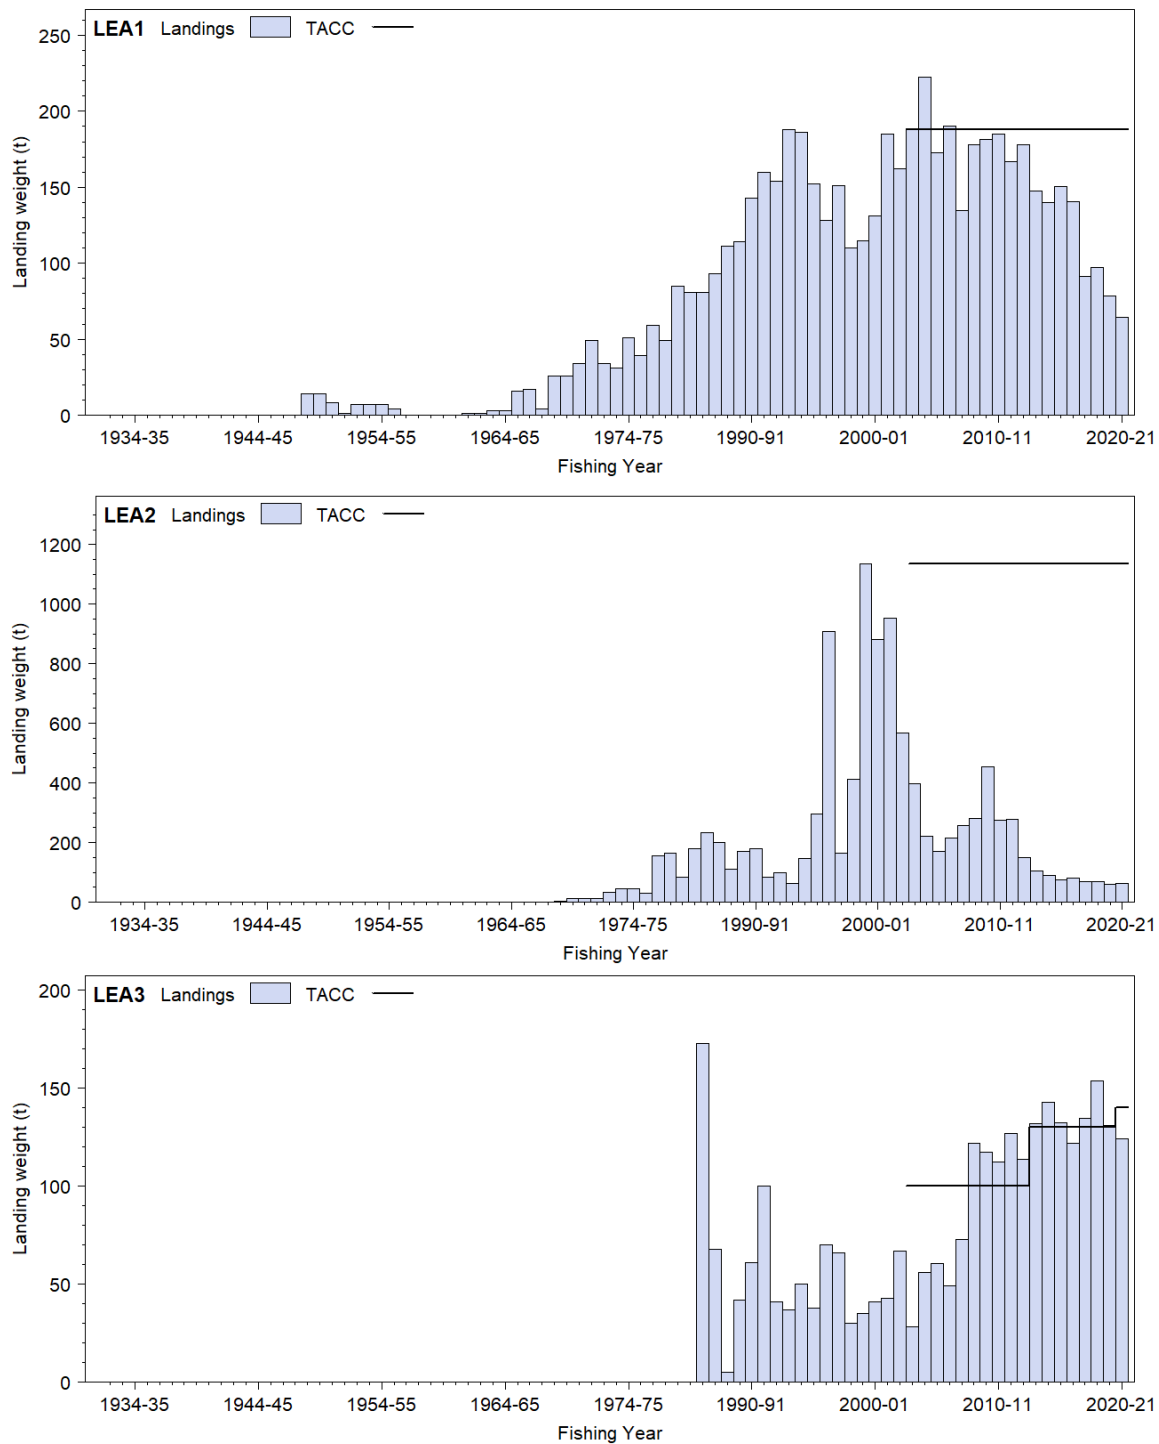 LEA1 Landings TACC
Landing weight (t)
250
200
150
100
50
0
1934-35 1944-45 1954-55 1964-65 1974-75 1990-91 2000-01 2010-11 2020-21
Fishing Year
LEA2 Landings TACC
Landing weight (t)
1200
1000
800
600
400
200
0
1934-35 1944-45 1954-55 1964-65 1974-75 1990-91 2000-01 2010-11 2020-21
Fishing Year
LEA3 Landings TACC
Landing weight (t)
200
150
100
50
0
1934-35 1944-45 1954-55 1964-65 1974-75 1990-91 2000-01 2010-11 2020-21
Fishing Year